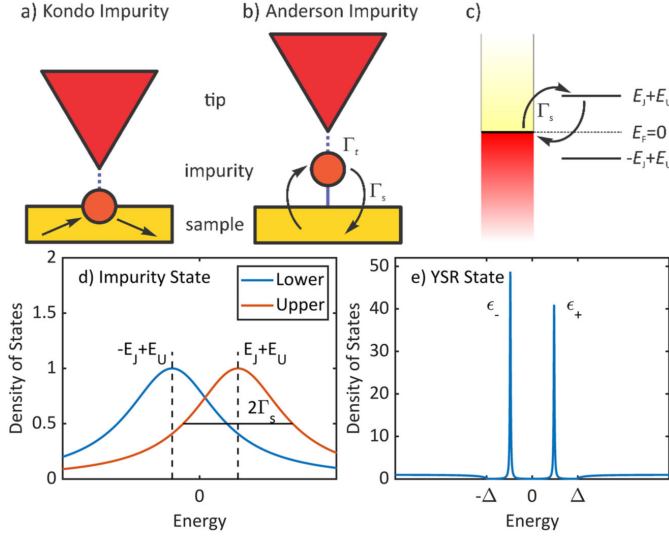 a) Kondo Impurity
b) Anderson Impurity
c)
tip
impurity
sample
Γt
Γs
Γs
EJ+EU
EF=0
-EJ+EU
d) Impurity State
Lower
Upper
-EJ+EU
EJ+EU
2Γs
Density of States
2
1.5
1
0.5
0
0
Energy
e) YSR State
ϵ-
ϵ+
Density of States
50
40
30
20
10
0
-Δ
0
Δ
Energy